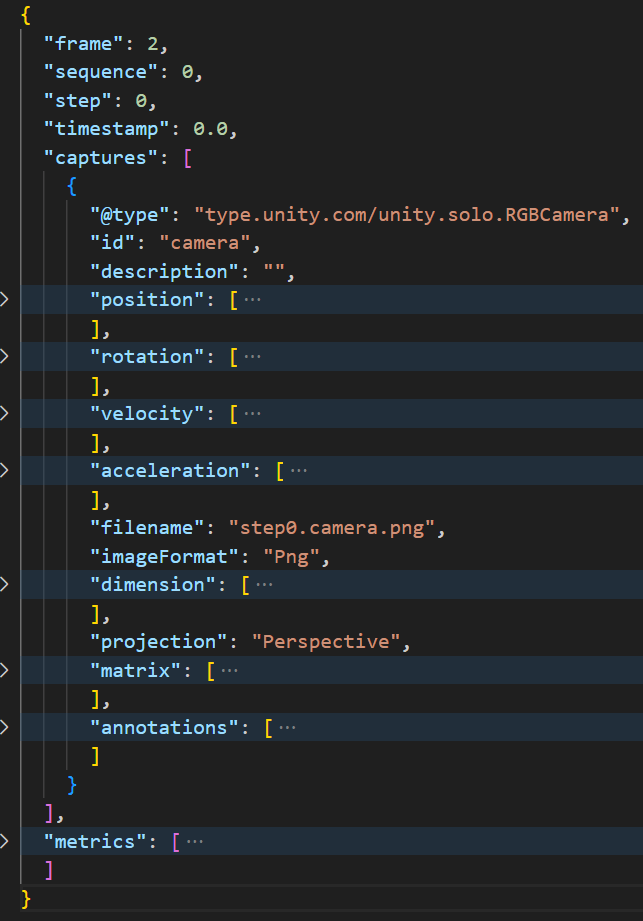 {
"frame": 2,
"sequence": 0,
"step": 0,
"timestamp": 0.0,
"captures": [
{
"@type": "type.unity.com/unity.solo.RGBCamera",
"id": "camera",
"description": "",
"position": [ ···
],
"rotation": [ ···
],
"velocity": [ ···
],
"acceleration": [ ···
],
"filename": "step0.camera.png",
"imageFormat": "Png",
"dimension": [ ···
],
"projection": "Perspective",
"matrix": [ ···
],
"annotations": [ ···
]
}
],
"metrics": [ ···
]
}